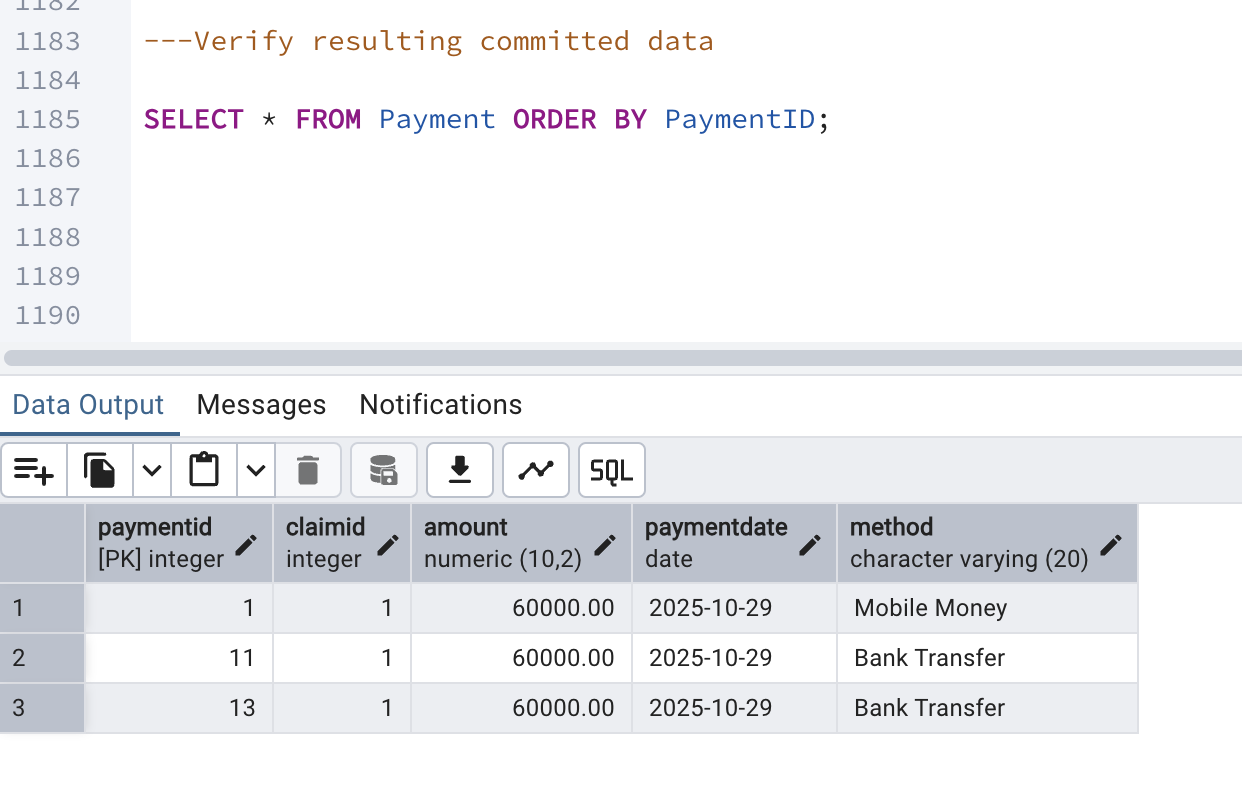 1182
1183 ---Verify resulting committed data
1184
1185 SELECT * FROM Payment ORDER BY PaymentID;
1186
1187
1188
1189
1190
Data Output Messages Notifications
SQL
paymentid claimid amount paymentdate method
[PK] integer integer numeric (10,2) date character varying (20)
1 1 1 60000.00 2025-10-29 Mobile Money
2 11 1 60000.00 2025-10-29 Bank Transfer
3 13 1 60000.00 2025-10-29 Bank Transfer